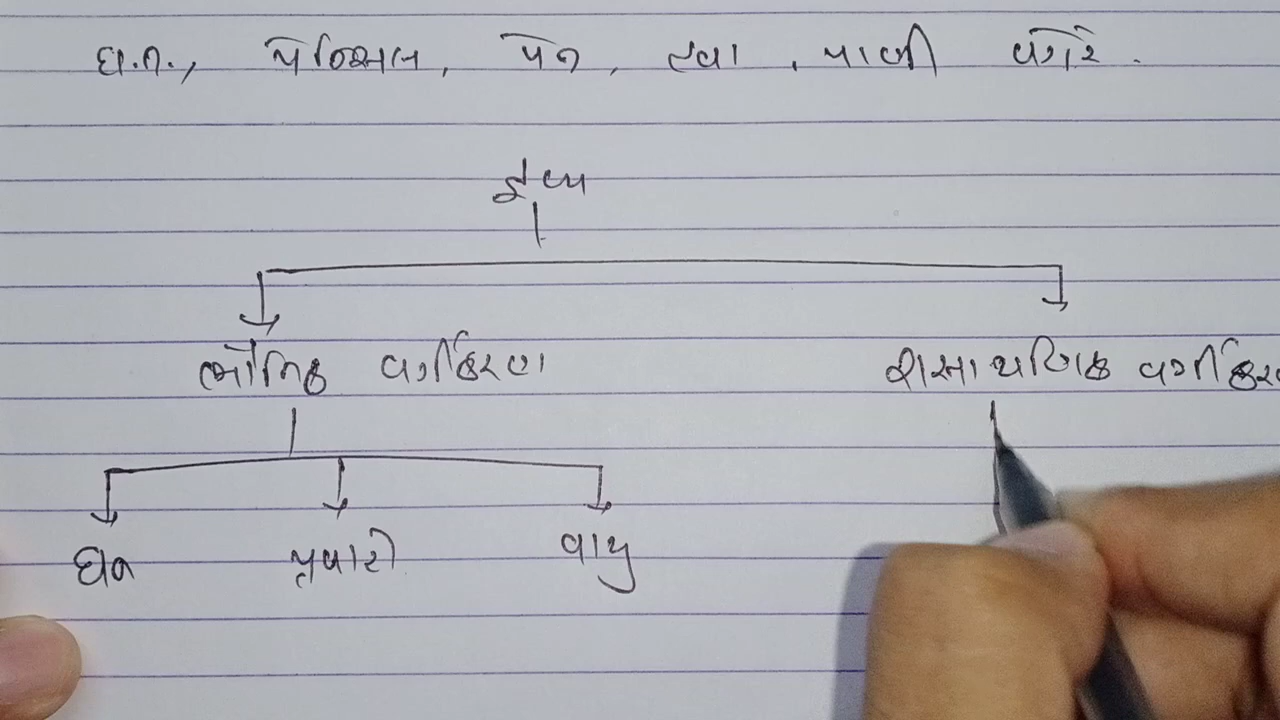 દા.ત., પેન્સિલ, પેન, હવા, પાણી વગેરે.
દ્રવ્ય
ભૌતિક વર્ગીકરણ
રાસાયણિક વર્ગીકરણ
ઘન
પ્રવાહી
વાયુ